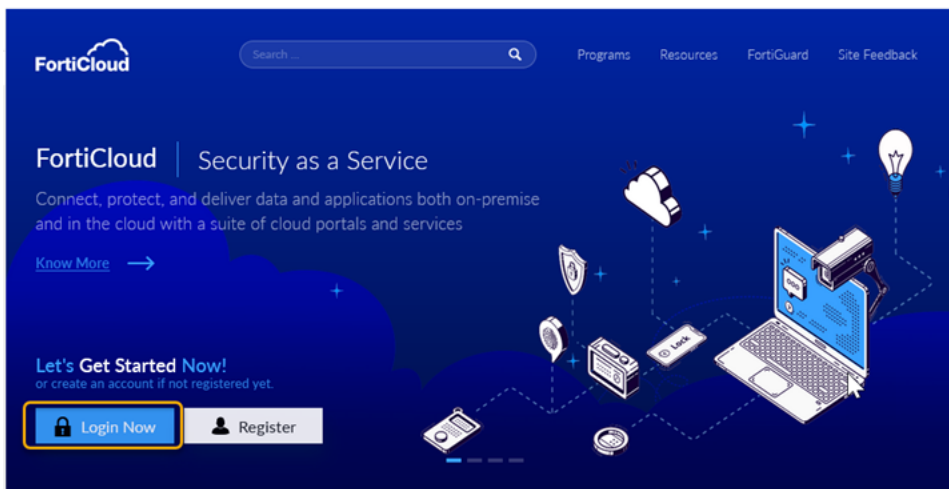 FortiCloud
Search ...
Programs
Resources
FortiGuard
Site Feedback
FortiCloud
Security as a Service
Connect, protect, and deliver data and applications both on-premise
and in the cloud with a suite of cloud portals and services
Know More
Let's Get Started Now!
or create an account if not registered yet.
Login Now
Register
Lock